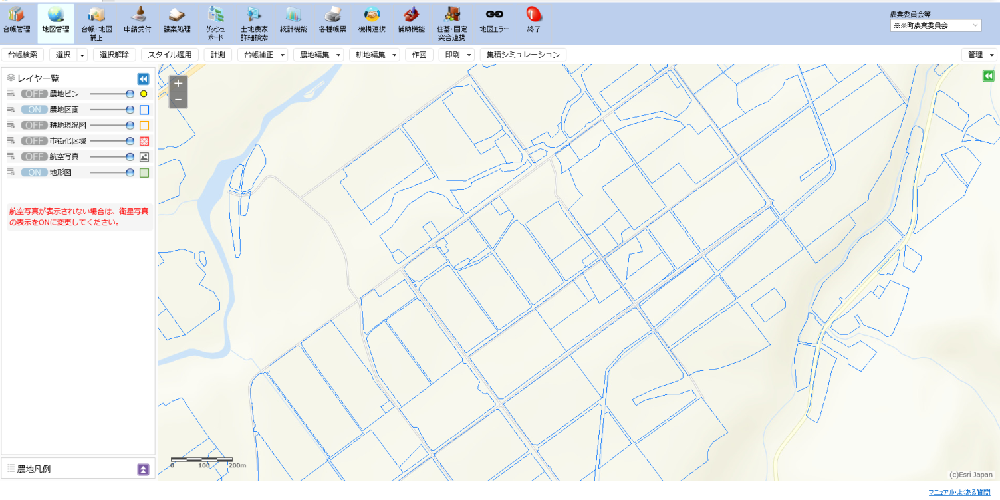 農業委員会等
※※町農業委員会
台帳管理
地図管理
台帳・地図
補正
申請受付
議案処理
ダッシュ
ボード
土地農家
詳細検索
統計機能
各種帳票
機構連携
補助機能
住基・固定
突合連携
地図エラー
終了
台帳検索 選択 選択解除 スタイル適用 計測 台帳補正 農地編集 耕地編集 作図 印刷 集積シミュレーション 管理
レイヤ一覧
OFF 農地ピン
ON 農地区画
OFF 耕地現況図
OFF 市街化区域
OFF 航空写真
ON 地形図
航空写真が表示されない場合は、衛星写真
の表示をONに変更してください。
+
−
0 100 200m
農地凡例
(c)Esri Japan
マニュアル・よくある質問